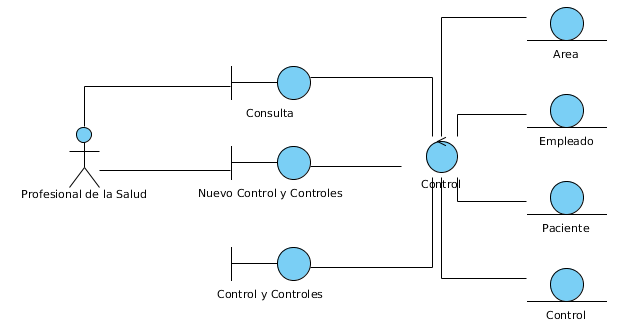 Area
Consulta
Empleado
Control
Profesional de la Salud
Nuevo Control y Controles
Paciente
Control y Controles
Control